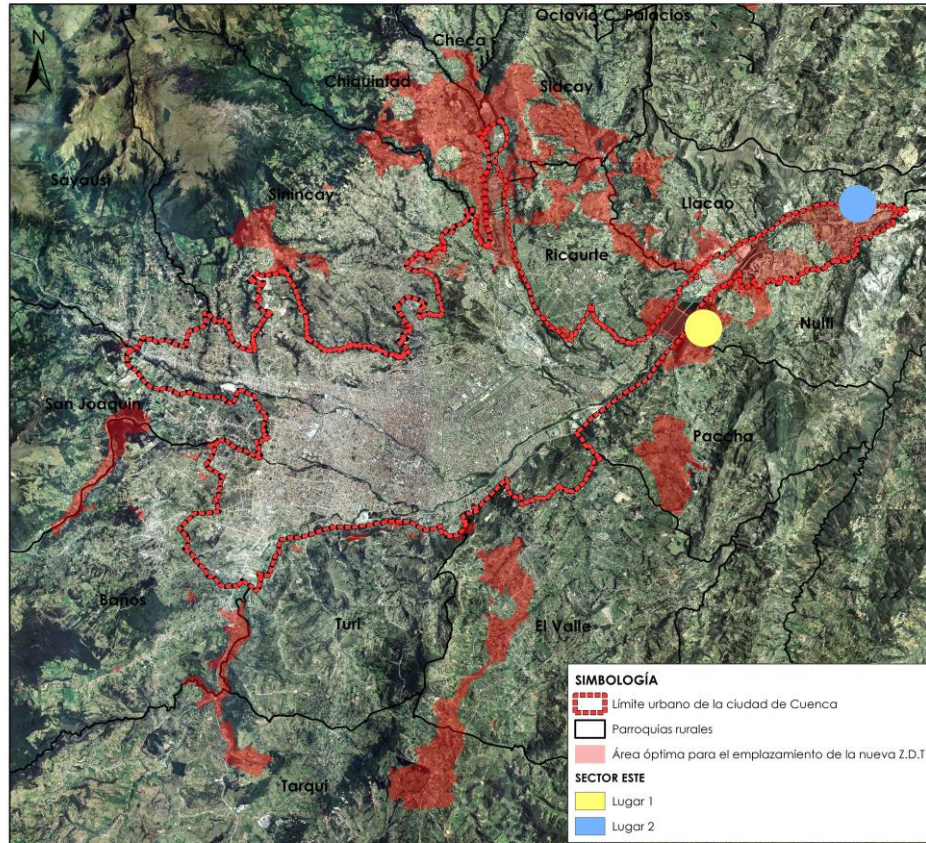 Octavio C. Palacios
Checa
N
Chiquintad
Sidcay
Sayausí
Sinincay
Llacao
Ricaurte
Nulti
San Joaquín
Paccha
Baños
Turi
El Valle
Tarqui
SIMBOLOGÍA
Límite urbano de la ciudad de Cuenca
Parroquias rurales
Área óptima para el emplazamiento de la nueva Z.D.T
SECTOR ESTE
Lugar 1
Lugar 2